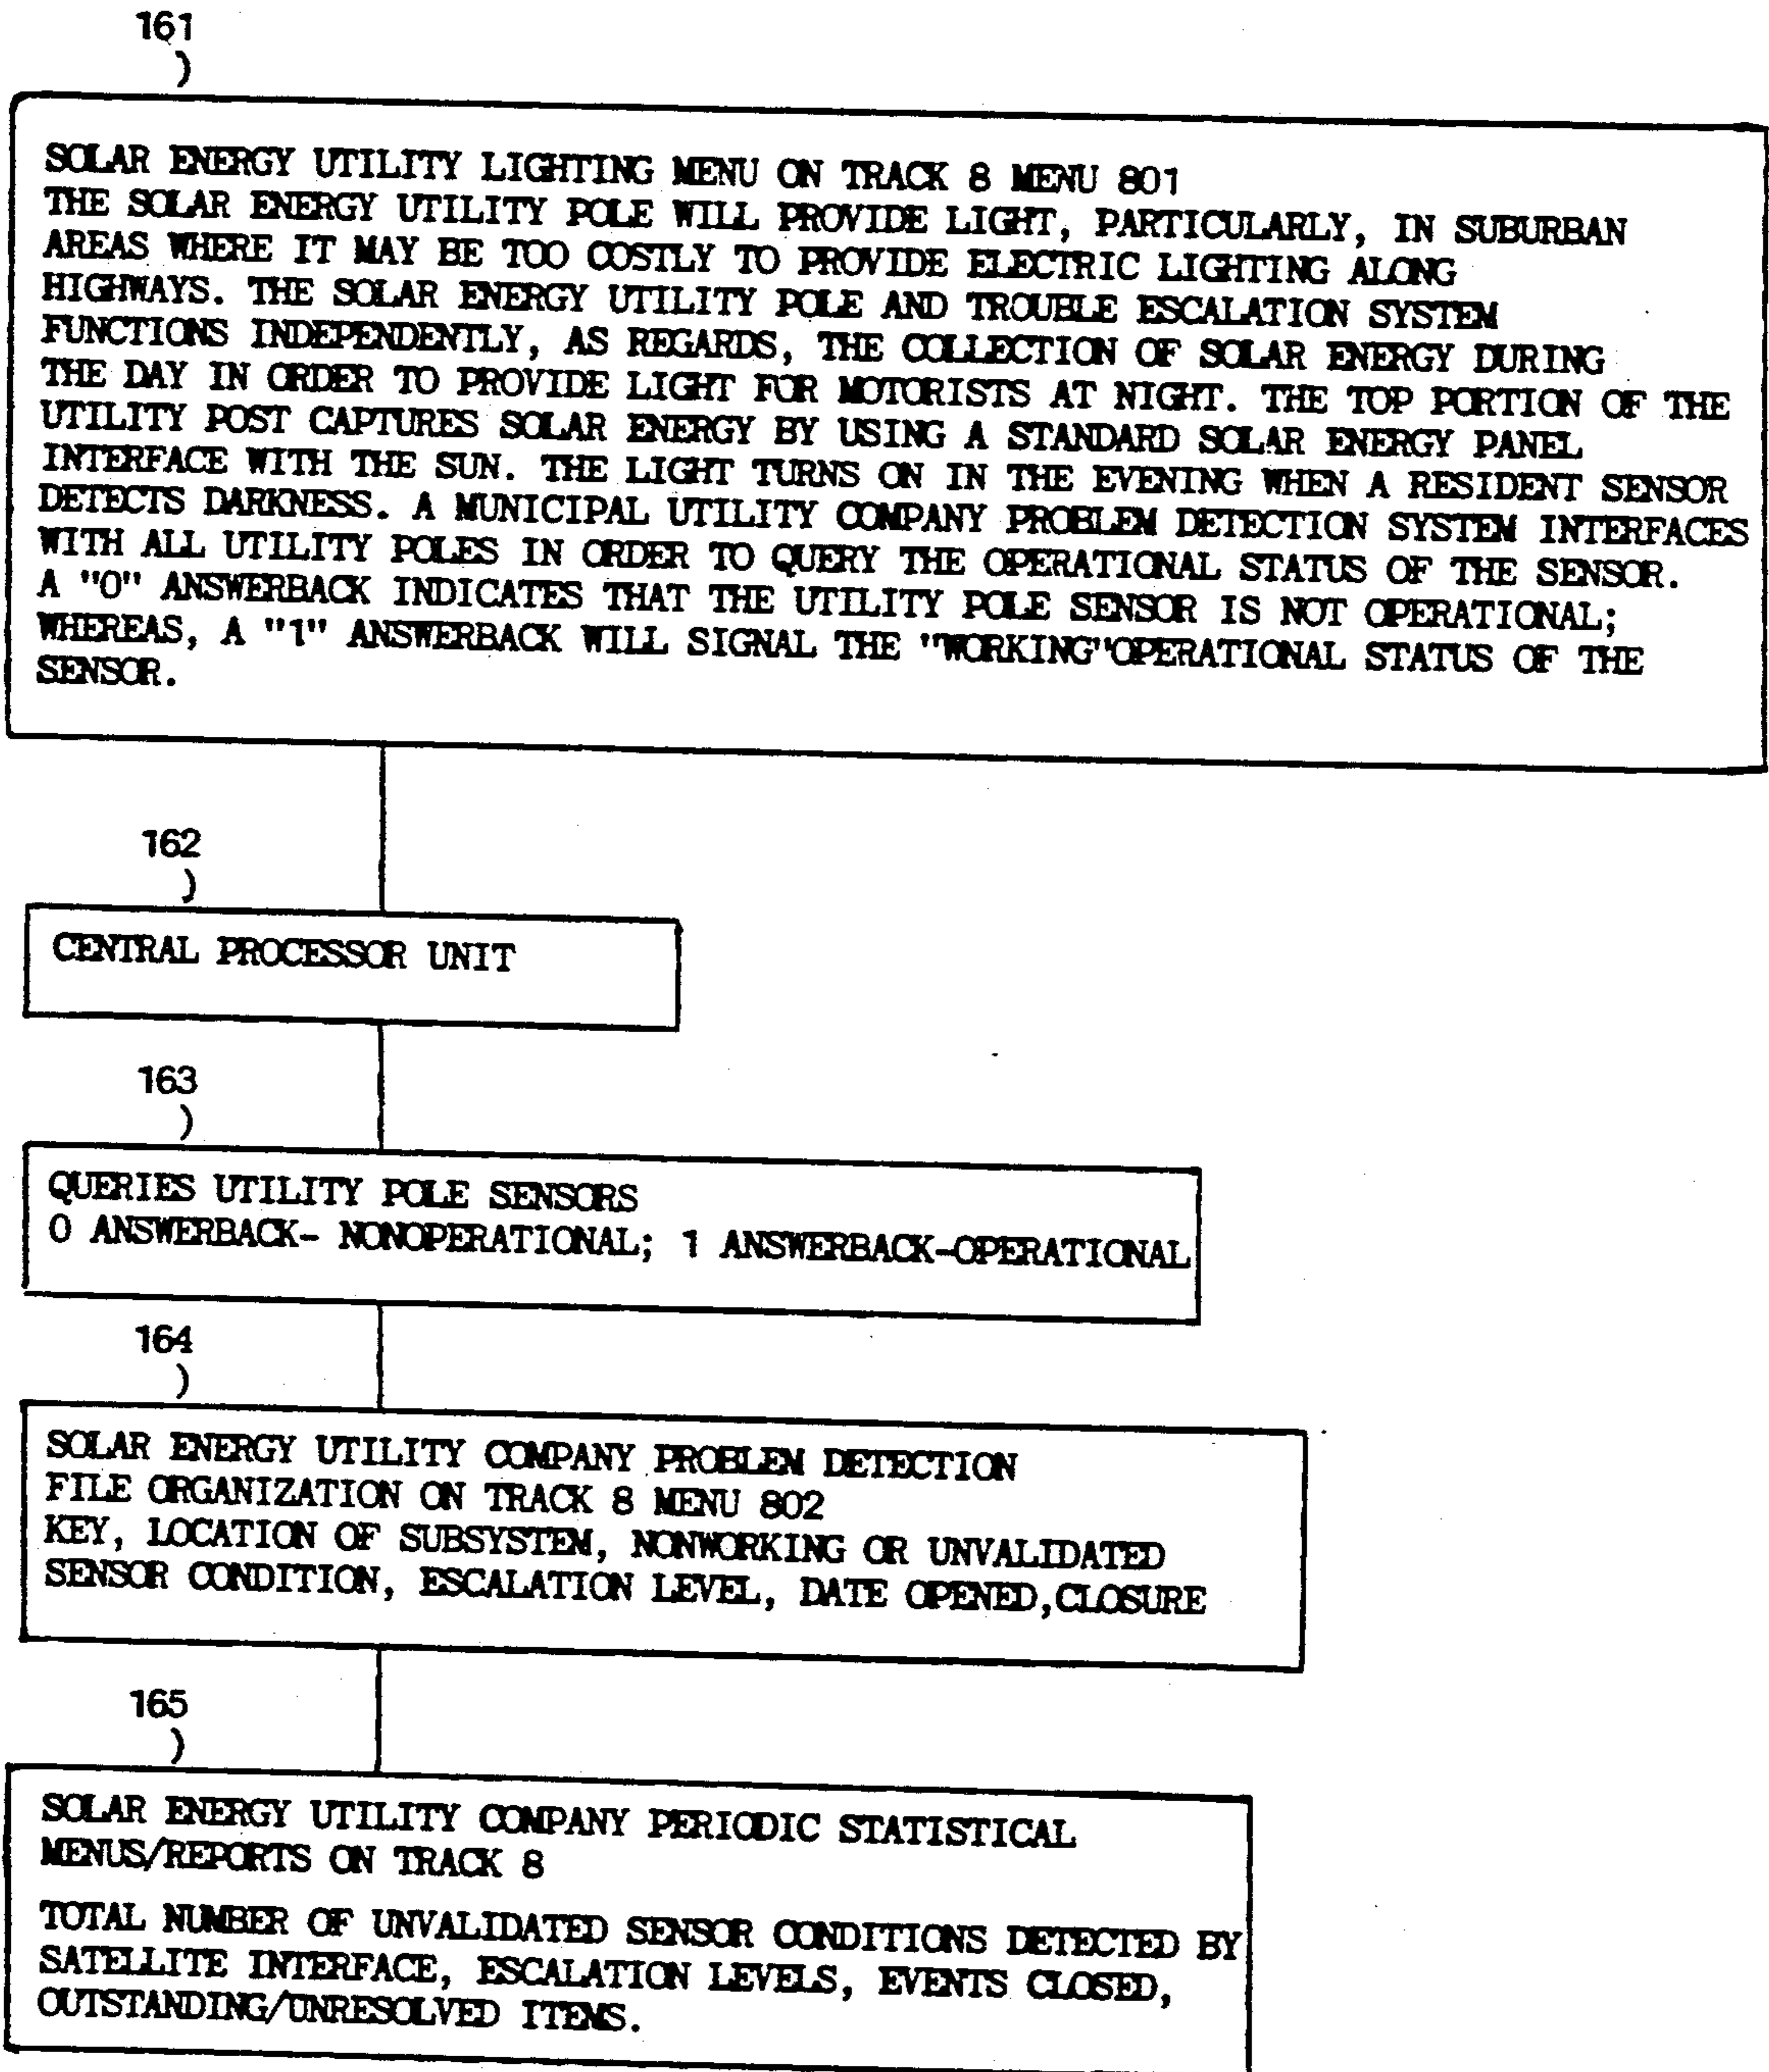 161
SOLAR ENERGY UTILITY LIGHTING MENU ON TRACK 8 MENU 801
THE SOLAR ENERGY UTILITY POLE WILL PROVIDE LIGHT, PARTICULARLY, IN SUBURBAN
AREAS WHERE IT MAY BE TOO COSTLY TO PROVIDE ELECTRIC LIGHTING ALONG
HIGHWAYS. THE SOLAR ENERGY UTILITY POLE AND TROUBLE ESCALATION SYSTEM
FUNCTIONS INDEPENDENTLY, AS REGARDS, THE COLLECTION OF SOLAR ENERGY DURING
THE DAY IN ORDER TO PROVIDE LIGHT FOR MOTORISTS AT NIGHT. THE TOP PORTION OF THE
UTILITY POST CAPTURES SOLAR ENERGY BY USING A STANDARD SOLAR ENERGY PANEL
INTERFACE WITH THE SUN. THE LIGHT TURNS ON IN THE EVENING WHEN A RESIDENT SENSOR
DETECTS DARKNESS. A MUNICIPAL UTILITY COMPANY PROBLEM DETECTION SYSTEM INTERFACES
WITH ALL UTILITY POLES IN ORDER TO QUERY THE OPERATIONAL STATUS OF THE SENSOR.
A "0" ANSWERBACK INDICATES THAT THE UTILITY POLE SENSOR IS NOT OPERATIONAL;
WHEREAS, A "1" ANSWERBACK WILL SIGNAL THE "WORKING"OPERATIONAL STATUS OF THE
SENSOR.
162
CENTRAL PROCESSOR UNIT
163
QUERIES UTILITY POLE SENSORS
0 ANSWERBACK- NONOPERATIONAL; 1 ANSWERBACK-OPERATIONAL
164
SOLAR ENERGY UTILITY COMPANY PROBLEM DETECTION
FILE ORGANIZATION ON TRACK 8 MENU 802
KEY, LOCATION OF SUBSYSTEM, NONWORKING OR UNVALIDATED
SENSOR CONDITION, ESCALATION LEVEL, DATE OPENED,CLOSURE
165
SOLAR ENERGY UTILITY COMPANY PERIODIC STATISTICAL
MENUS/REPORTS ON TRACK 8
TOTAL NUMBER OF UNVALIDATED SENSOR CONDITIONS DETECTED BY
SATELLITE INTERFACE, ESCALATION LEVELS, EVENTS CLOSED,
OUTSTANDING/UNRESOLVED ITEMS.